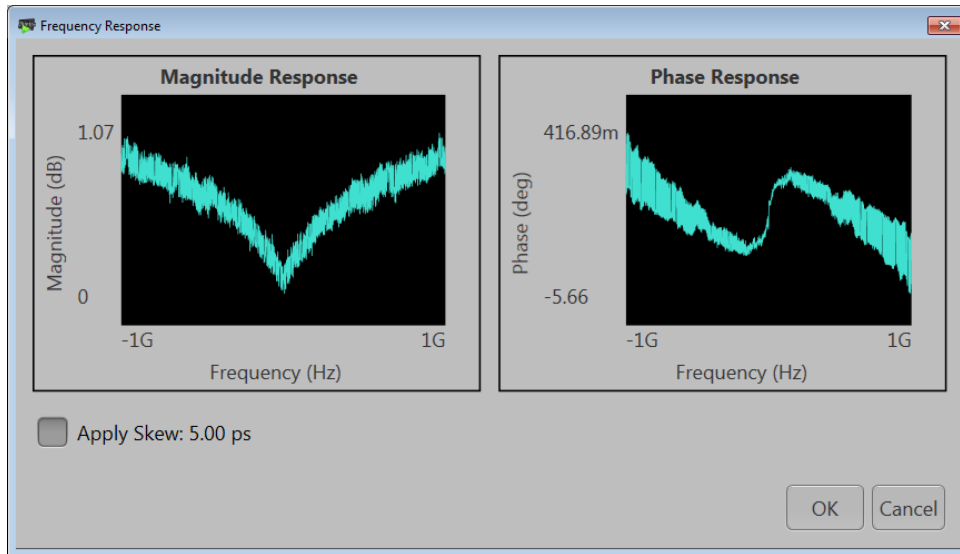 Frequency Response
Magnitude Response
1.07
Magnitude (dB)
0
-1G
1G
Frequency (Hz)
Phase Response
416.89m
Phase (deg)
-5.66
-1G
1G
Frequency (Hz)
Apply Skew: 5.00 ps
OK
Cancel